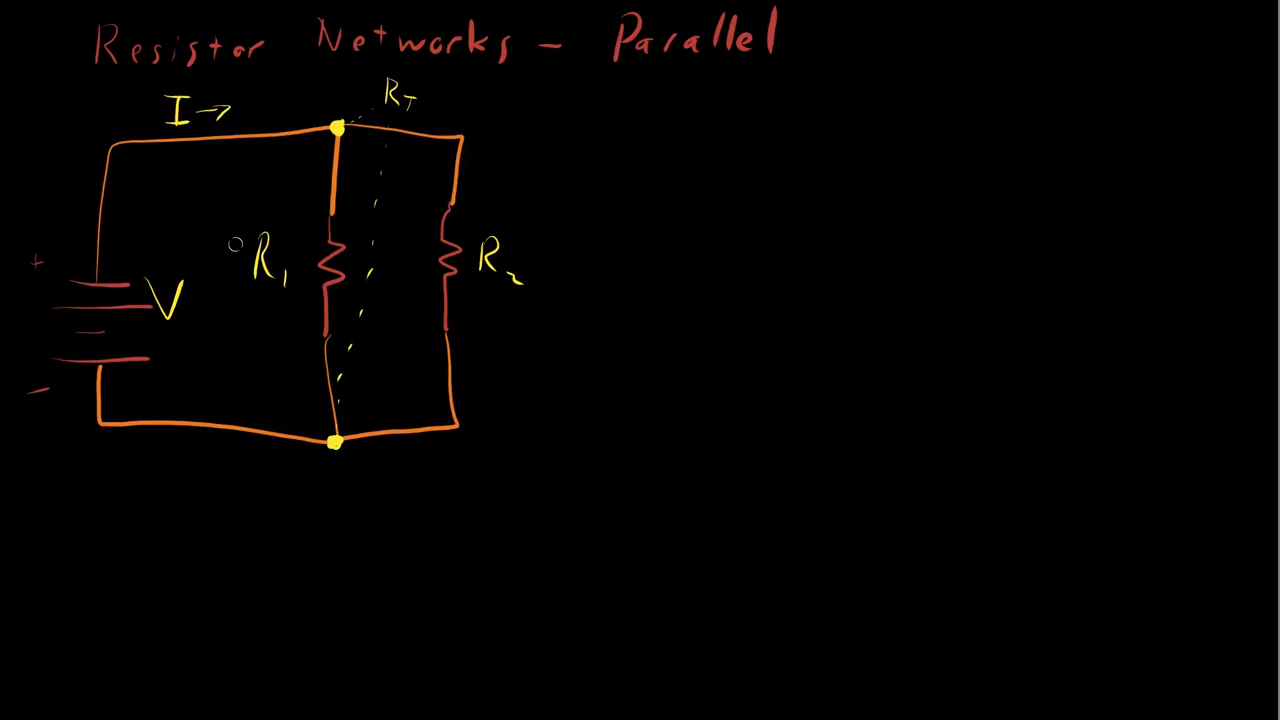 Resistor Networks - Parallel
I →
R_T
+
V
R_1
R_2
-